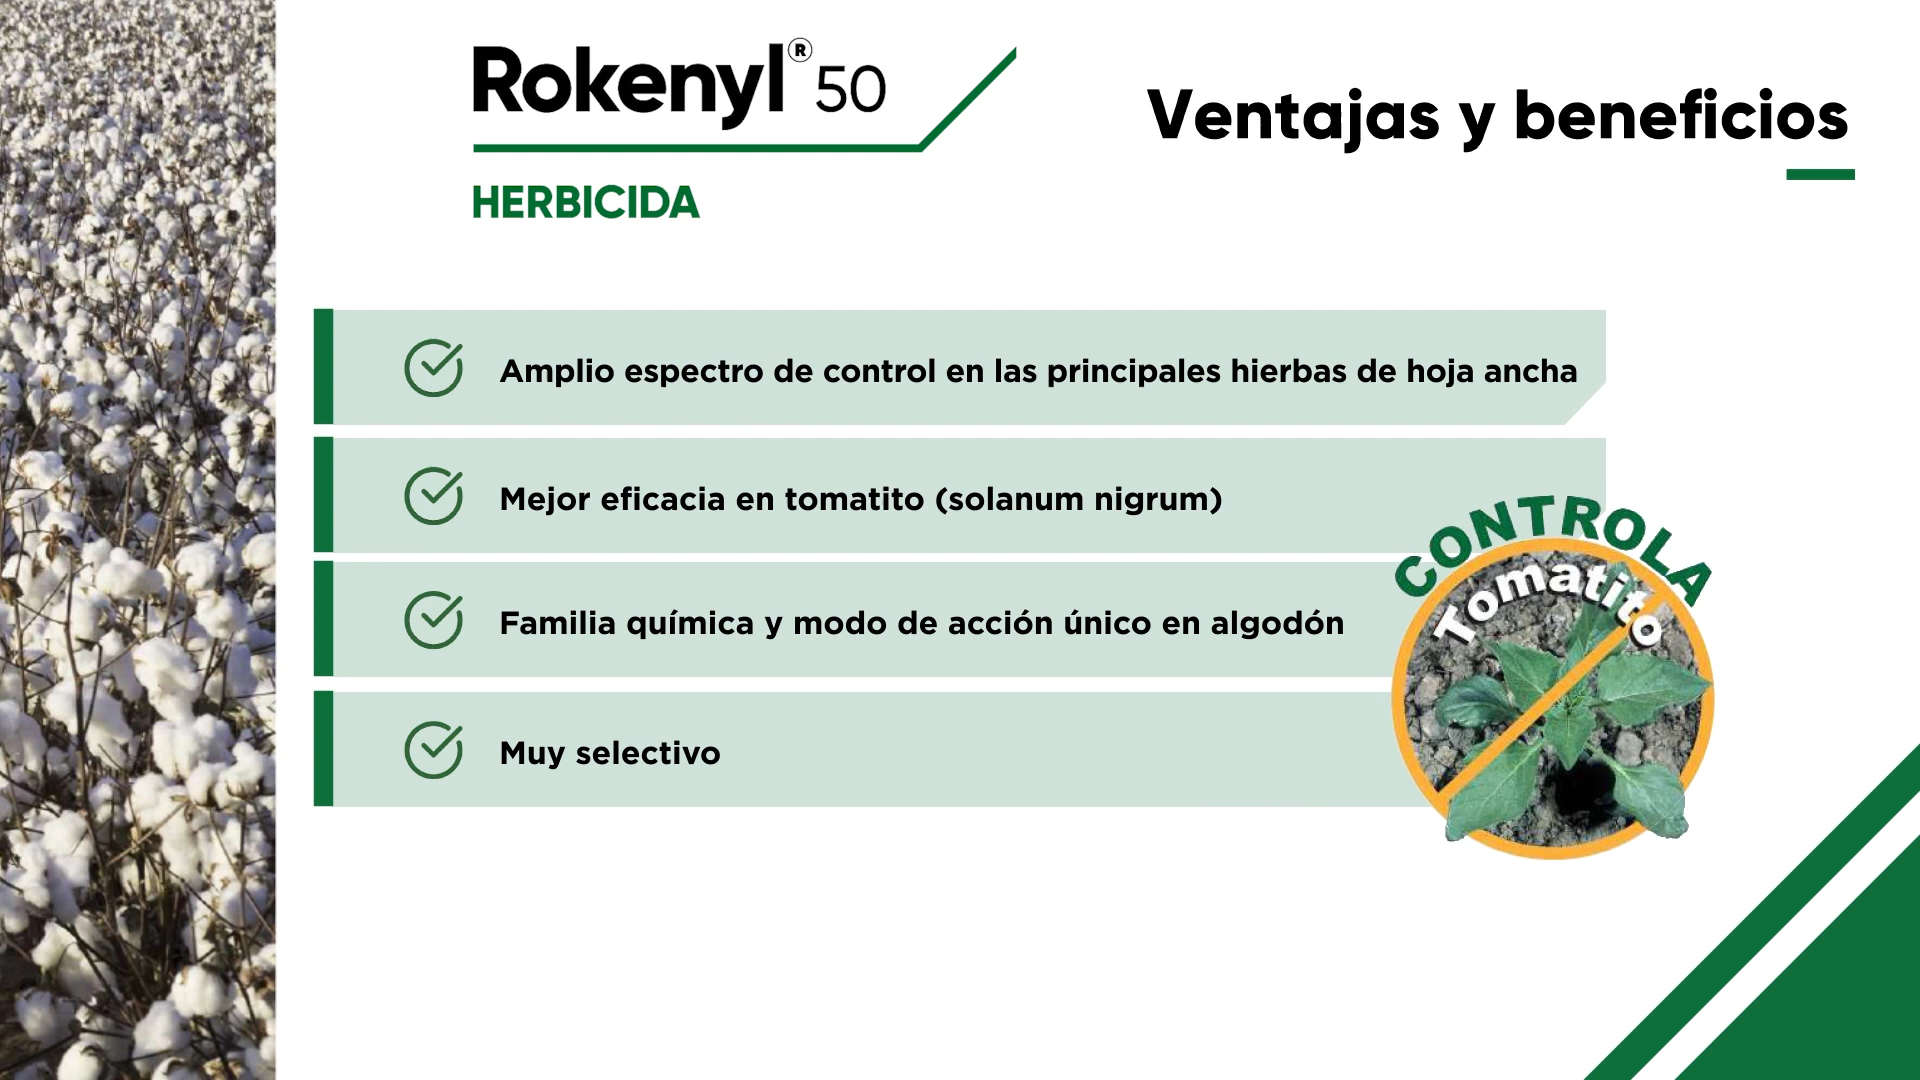 Rokenyl® 50
HERBICIDA
Ventajas y beneficios
Amplio espectro de control en las principales hierbas de hoja ancha
Mejor eficacia en tomatito (solanum nigrum)
Familia química y modo de acción único en algodón
Muy selectivo
CONTROLA
Tomatito